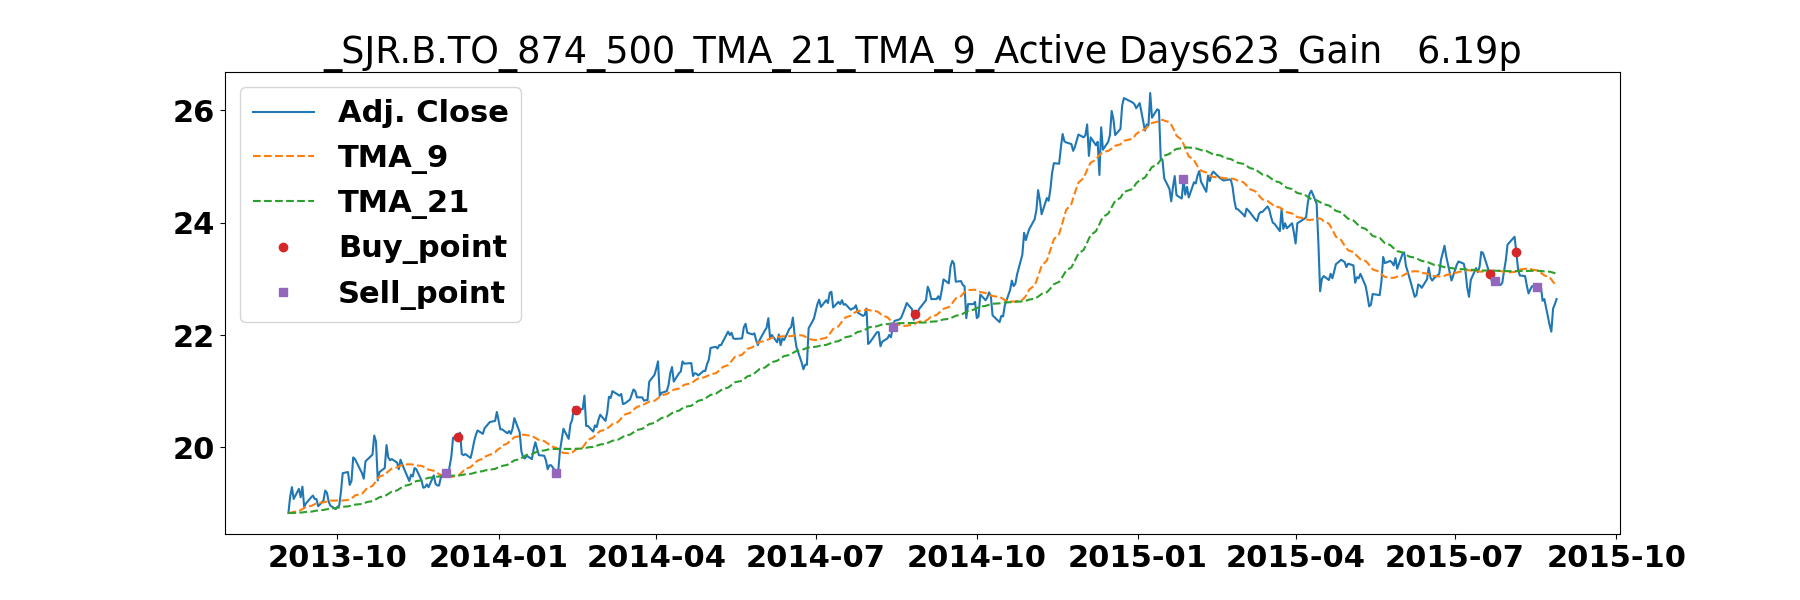 _SJR.B.TO_874_500_TMA_21_TMA_9_Active Days623_Gain   6.19p
Adj. Close
TMA_9
TMA_21
Buy_point
Sell_point
26
24
22
20
2013-10 2014-01 2014-04 2014-07 2014-10 2015-01 2015-04 2015-07 2015-10